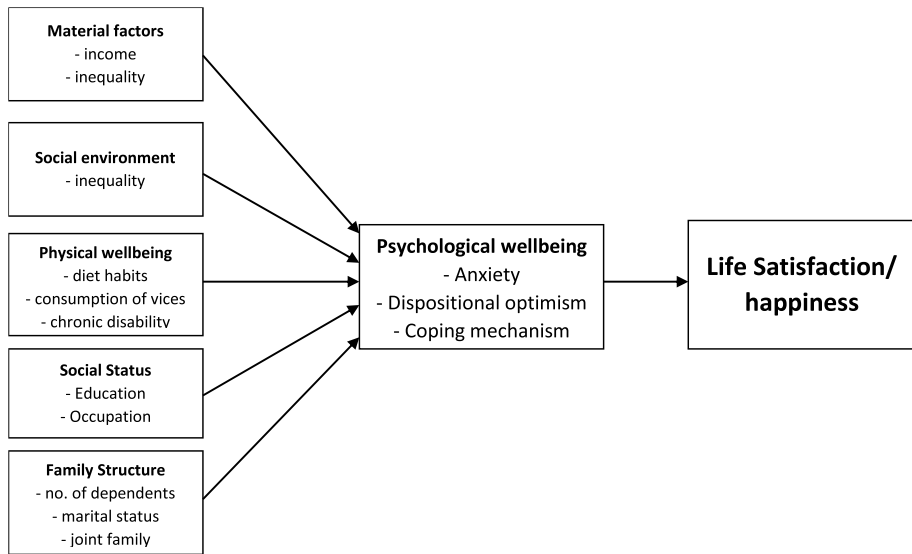 Material factors
- income
- inequality
Social environment
- inequality
Physical wellbeing
- diet habits
- consumption of vices
- chronic disability
Social Status
- Education
- Occupation
Family Structure
- no. of dependents
- marital status
- joint family
Psychological wellbeing
- Anxiety
- Dispositional optimism
- Coping mechanism
Life Satisfaction/
happiness